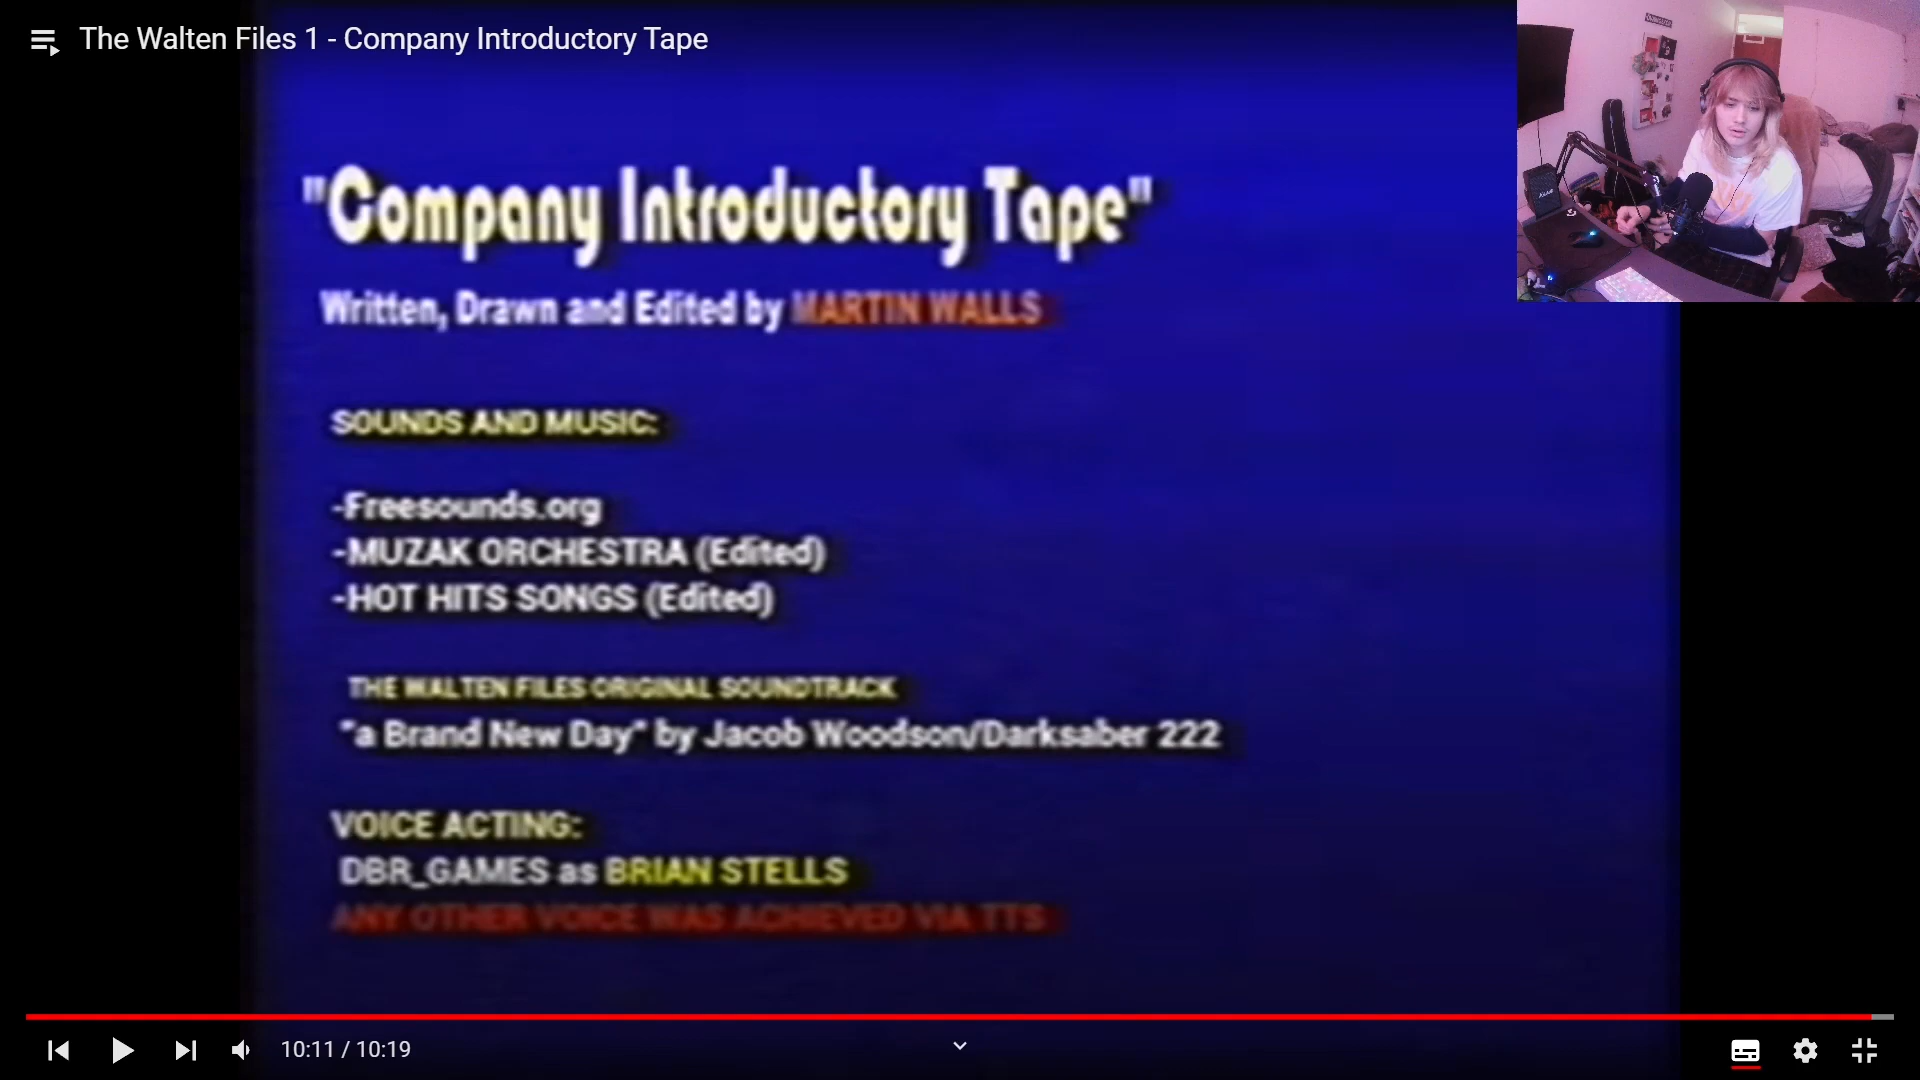 The Walten Files 1 - Company Introductory Tape
"Company Introductory Tape"
Written, Drawn and Edited by MARTIN WALLS
SOUNDS AND MUSIC:
-Freesounds.org
-MUZAK ORCHESTRA (Edited)
-HOT HITS SONGS (Edited)
THE WALTEN FILES ORIGINAL SOUNDTRACK
"a Brand New Day" by Jacob Woodson/Darksaber 222
VOICE ACTING:
DBR_GAMES as BRIAN STELLS
ANY OTHER VOICE WAS ACHIEVED VIA TTS
10:11 / 10:19